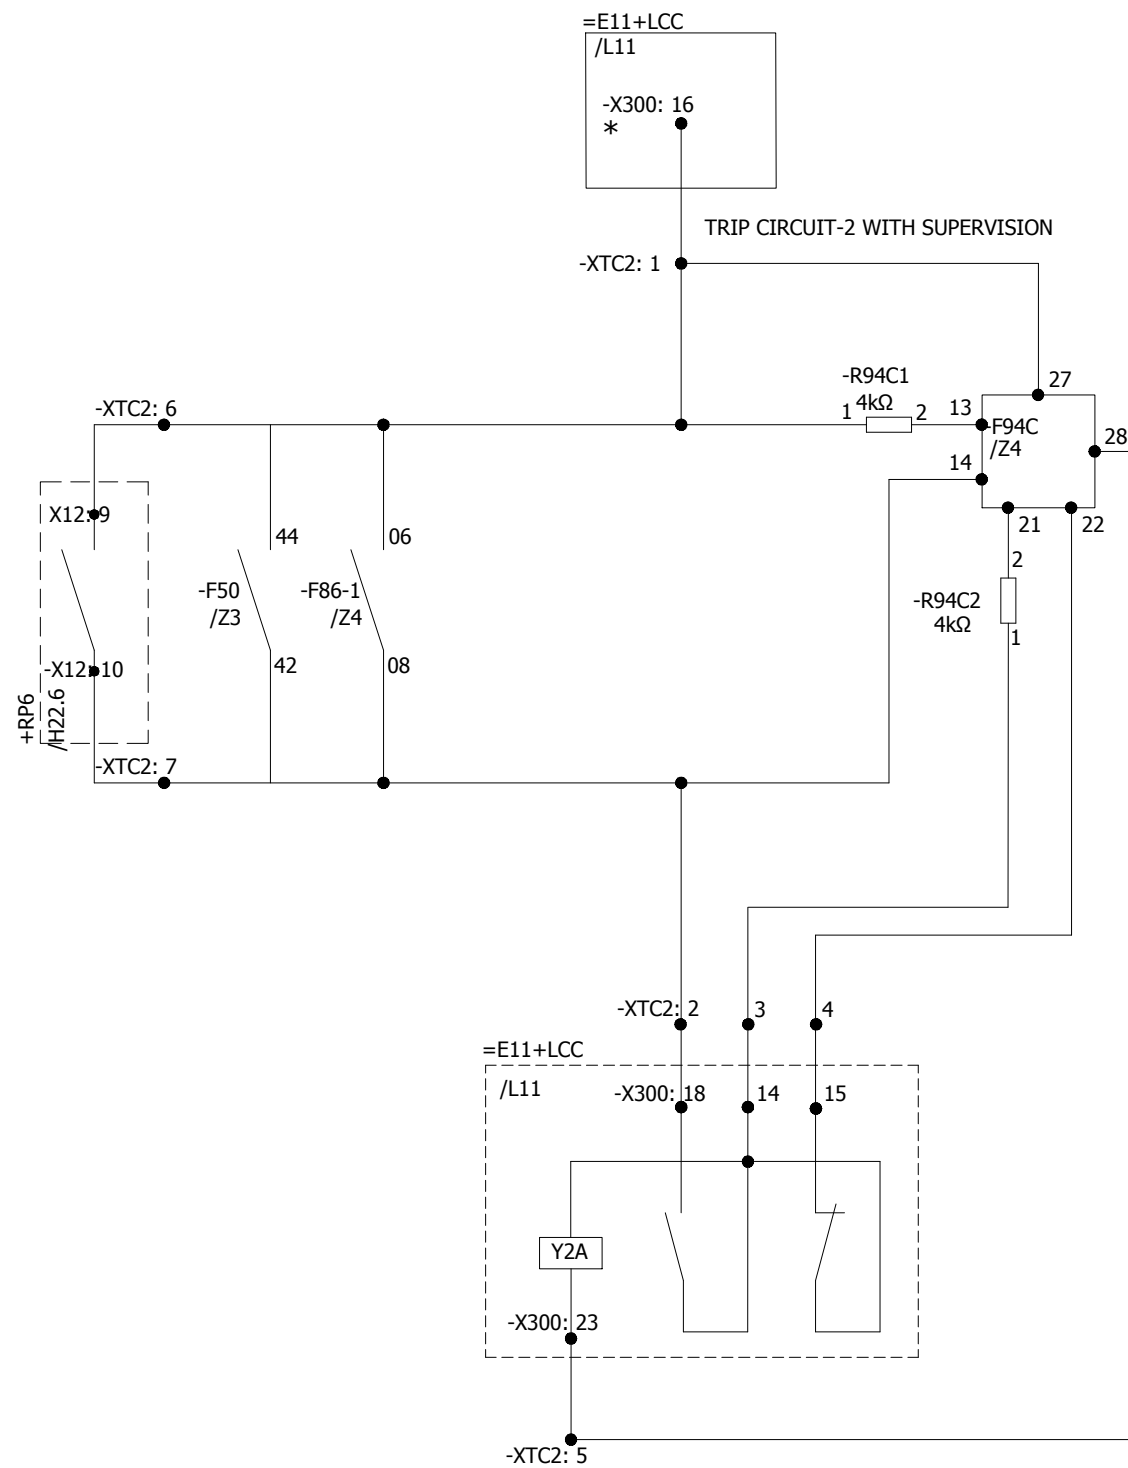 =E11+LCC
/L11
-X300: 16
*
TRIP CIRCUIT-2 WITH SUPERVISION
-XTC2: 1
-R94C1
4kΩ
1 2
13
27
-F94C
/Z4
28
14
21 22
-XTC2: 6
X12: 9
44
06
-F50
/Z3
-F86-1
/Z4
42
08
-X12: 10
+RP6
/H22.6
-XTC2: 7
2
-R94C2
4kΩ
1
-XTC2: 2
3
4
=E11+LCC
/L11
-X300: 18
14
15
Y2A
-X300: 23
-XTC2: 5